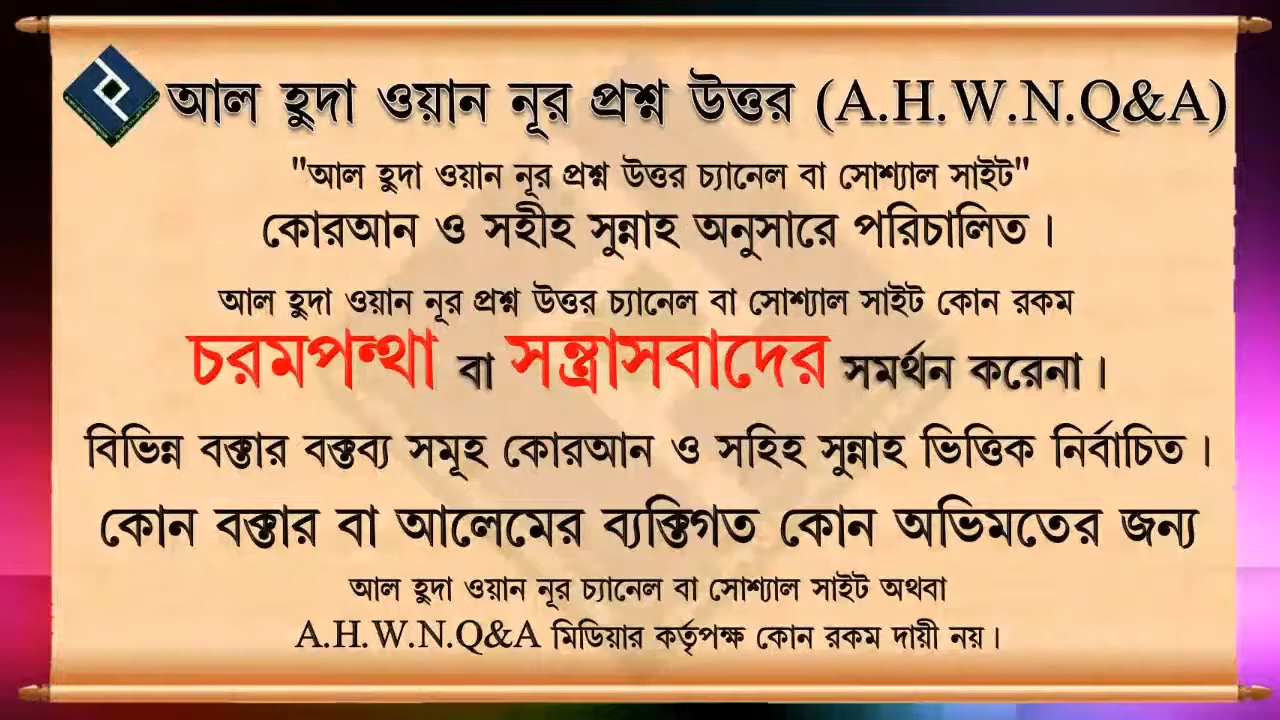 আল হুদা ওয়ান নূর প্রশ্ন উত্তর (A.H.W.N.Q&A)
"আল হুদা ওয়ান নূর প্রশ্ন উত্তর চ্যানেল বা সোশ্যাল সাইট"
কোরআন ও সহীহ সুন্নাহ অনুসারে পরিচালিত ।
আল হুদা ওয়ান নূর প্রশ্ন উত্তর চ্যানেল বা সোশ্যাল সাইট কোন রকম
চরমপন্থা বা সন্ত্রাসবাদের সমর্থন করেনা ।
বিভিন্ন বক্তার বক্তব্য সমূহ কোরআন ও সহিহ সুন্নাহ ভিত্তিক নির্বাচিত ।
কোন বক্তার বা আলেমের ব্যক্তিগত কোন অভিমতের জন্য
আল হুদা ওয়ান নূর চ্যানেল বা সোশ্যাল সাইট অথবা
A.H.W.N.Q&A মিডিয়ার কর্তৃপক্ষ কোন রকম দায়ী নয় ।